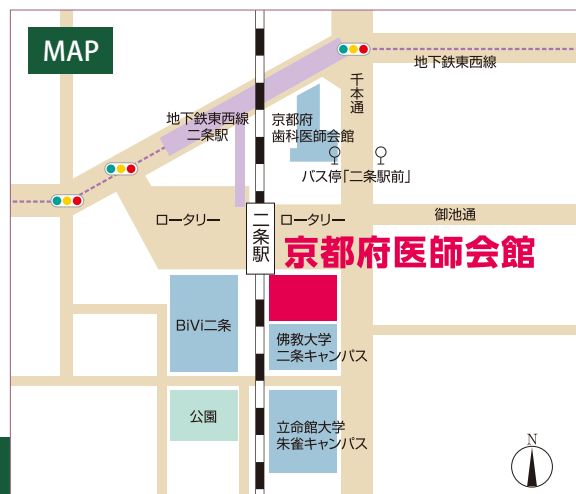 MAP
地下鉄東西線
千本通
地下鉄東西線
二条駅
京都府
歯科医師会館
バス停「二条駅前」
ロータリー
二条駅
ロータリー
御池通
京都府医師会館
BiVi二条
佛教大学
二条キャンパス
公園
立命館大学
朱雀キャンパス
N